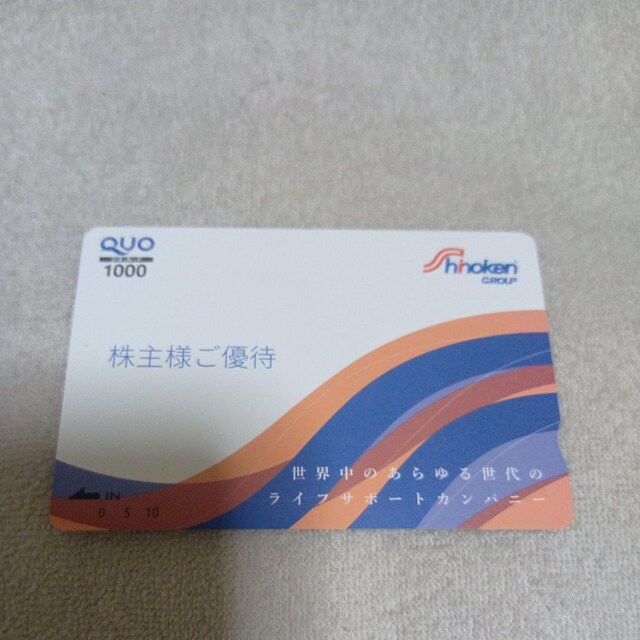 QUO
1000
Shinoken
GROUP
株主様ご優待
世界中のあらゆる世代の
ライフサポートカンパニー
IN
0 5 10